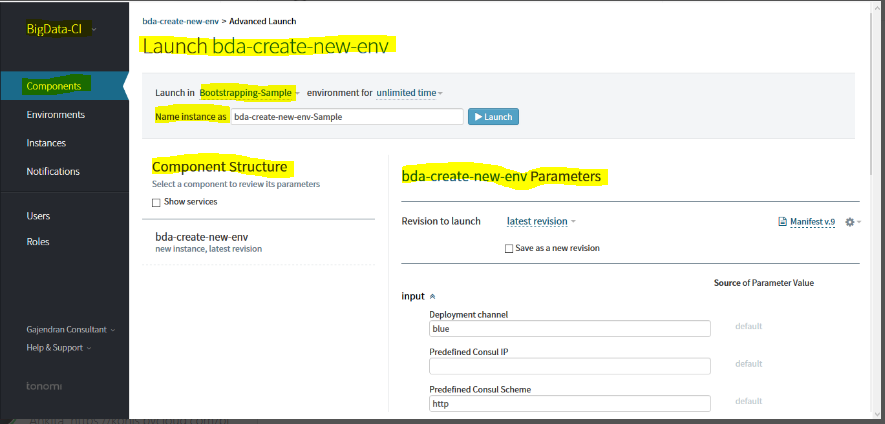 BigData-CI
Components
Environments
Instances
Notifications
Users
Roles
Gajendran Consultant
Help & Support
tonomi
bda-create-new-env > Advanced Launch
Launch bda-create-new-env
Launch in Bootstrapping-Sample environment for unlimited time
Name instance as bda-create-new-env-Sample Launch
Component Structure
Select a component to review its parameters
Show services
bda-create-new-env
new instance, latest revision
bda-create-new-env Parameters
Revision to launch latest revision Manifest v.9
Save as a new revision
Source of Parameter Value
input
Deployment channel
blue default
Predefined Consul IP
default
Predefined Consul Scheme
http default